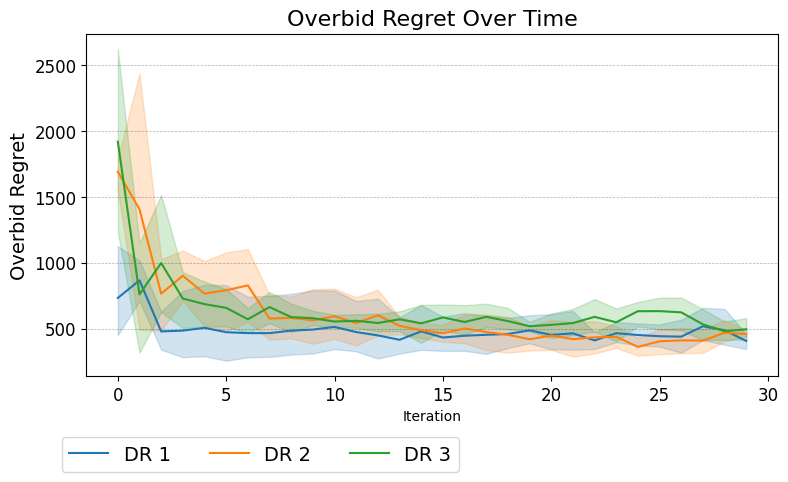 Overbid Regret Over Time
Overbid Regret
2500
2000
1500
1000
500
0 5 10 15 20 25 30
Iteration
DR 1 DR 2 DR 3